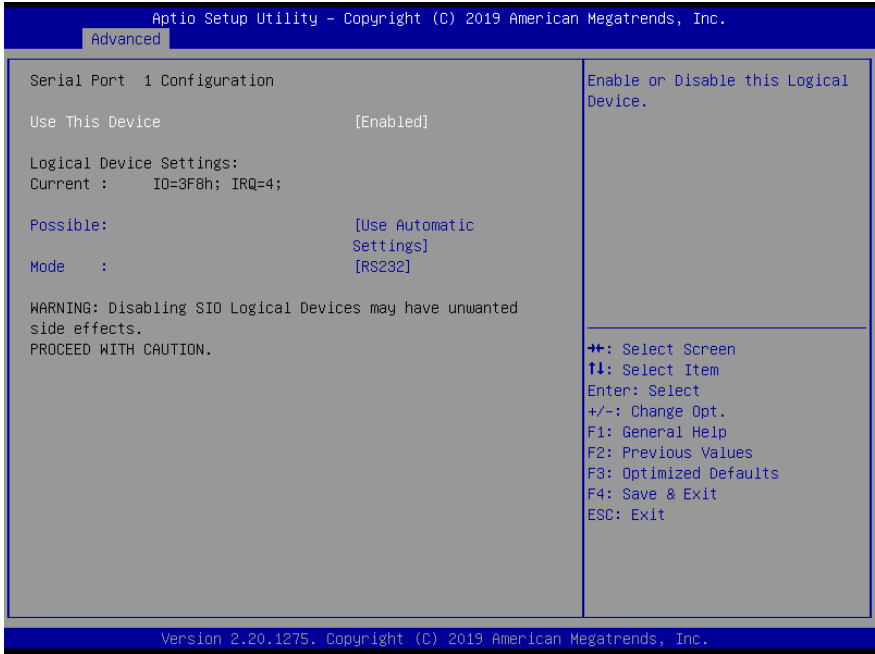 Aptio Setup Utility – Copyright (C) 2019 American Megatrends, Inc.
Advanced
Serial Port 1 Configuration
Use This Device [Enabled]
Logical Device Settings:
Current : IO=3F8h; IRQ=4;
Possible: [Use Automatic
Settings]
Mode : [RS232]
WARNING: Disabling SIO Logical Devices may have unwanted
side effects.
PROCEED WITH CAUTION.
Enable or Disable this Logical
Device.
→←: Select Screen
↑↓: Select Item
Enter: Select
+/-: Change Opt.
F1: General Help
F2: Previous Values
F3: Optimized Defaults
F4: Save & Exit
ESC: Exit
Version 2.20.1275. Copyright (C) 2019 American Megatrends, Inc.